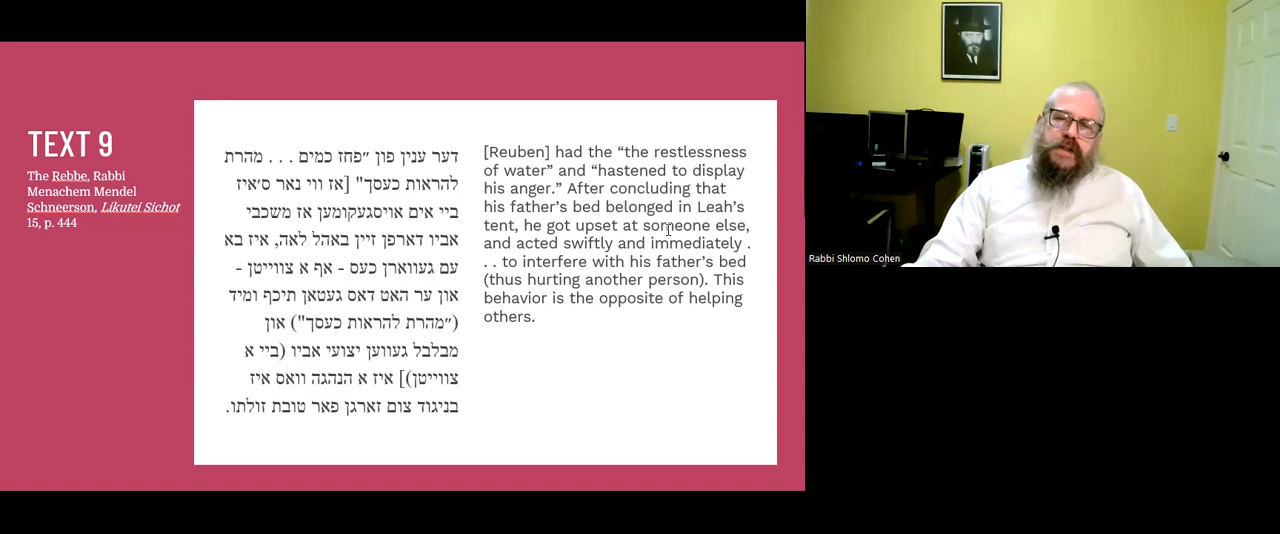 TEXT 9
The Rebbe, Rabbi
Menachem Mendel
Schneerson, Likutei Sichot
15, p. 444
דער ענין פון ״פחז כמים . . . מהרת
להראות כעסך" [אז ווי נאר ס׳איז
ביי אים אויסגעקומען אז משכבי
אביו דארפן זיין באהל לאה, איז בא
עם געווארן כעס - אף א צווייטן -
און ער האט דאס געטאן תיכף ומיד
(״מהרת להראות כעסך") און
מבלבל געווען יצועי אביו (ביי א
צווייטן)] איז א הנהגה וואס איז
בניגוד צום זארגן פאר טובת זולתו.
[Reuben] had the “the restlessness
of water” and “hastened to display
his anger.” After concluding that
his father’s bed belonged in Leah’s
tent, he got upset at someone else,
and acted swiftly and immediately .
. . to interfere with his father’s bed
(thus hurting another person). This
behavior is the opposite of helping
others.
Rabbi Shlomo Cohen